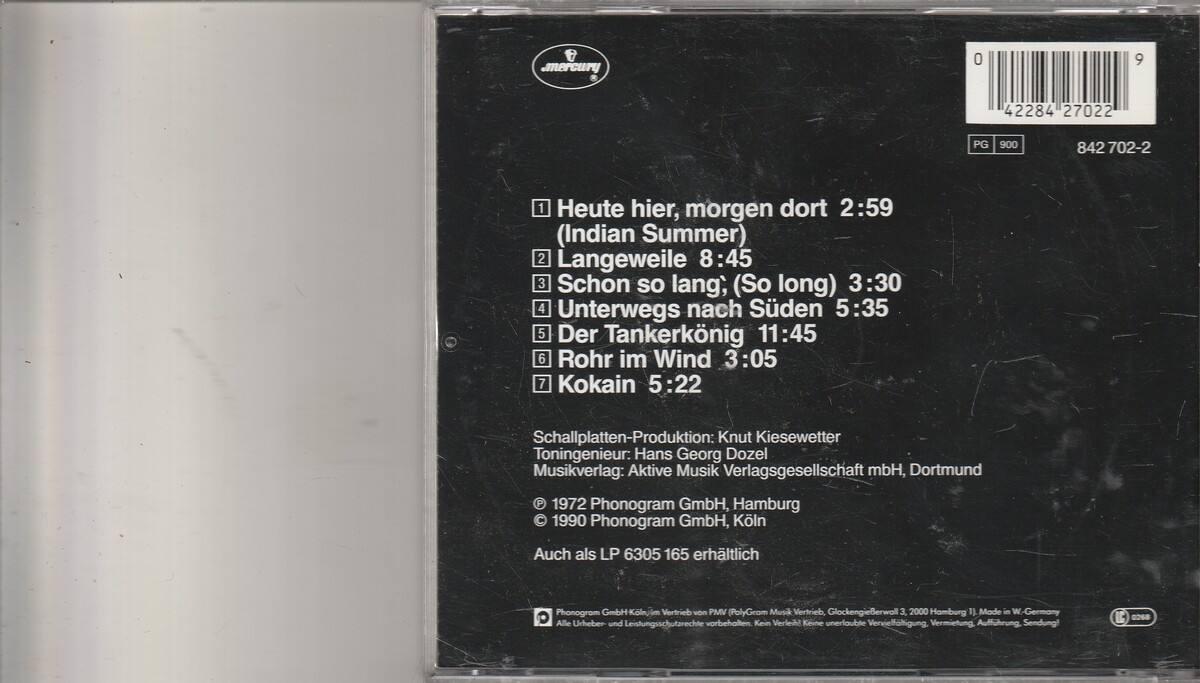 mercury
®
0 42284 27022 9
PG 900
842 702-2
1 Heute hier, morgen dort 2:59
(Indian Summer)
2 Langeweile 8:45
3 Schon so lang', (So long) 3:30
4 Unterwegs nach Süden 5:35
5 Der Tankerkönig 11:45
6 Rohr im Wind 3:05
7 Kokain 5:22
Schallplatten-Produktion: Knut Kiesewetter
Toningenieur: Hans Georg Dozel
Musikverlag: Aktive Musik Verlagsgesellschaft mbH, Dortmund
℗ 1972 Phonogram GmbH, Hamburg
© 1990 Phonogram GmbH, Köln
Auch als LP 6305 165 erhältlich
Phonogram GmbH Köln, im Vertrieb von PMV (PolyGram Musik Vertrieb, Glockengießerwall 3, 2000 Hamburg 1). Made in W.-Germany
Alle Urheber- und Leistungsschutzrechte vorbehalten. Kein Verleih! Keine unerlaubte Vervielfältigung, Vermietung, Aufführung, Sendung!
LC 0268